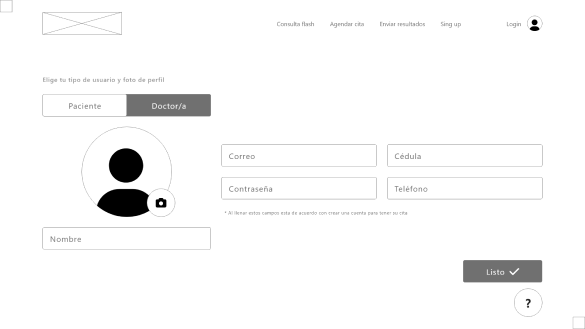 Consulta flash Agendar cita Enviar resultados Sing up Login
Elige tu tipo de usuario y foto de perfil
Paciente Doctor/a
Correo Cédula
Contraseña Teléfono
* Al llenar estos campos esta de acuerdo con crear una cuenta para tener su cita
Nombre
Listo
?